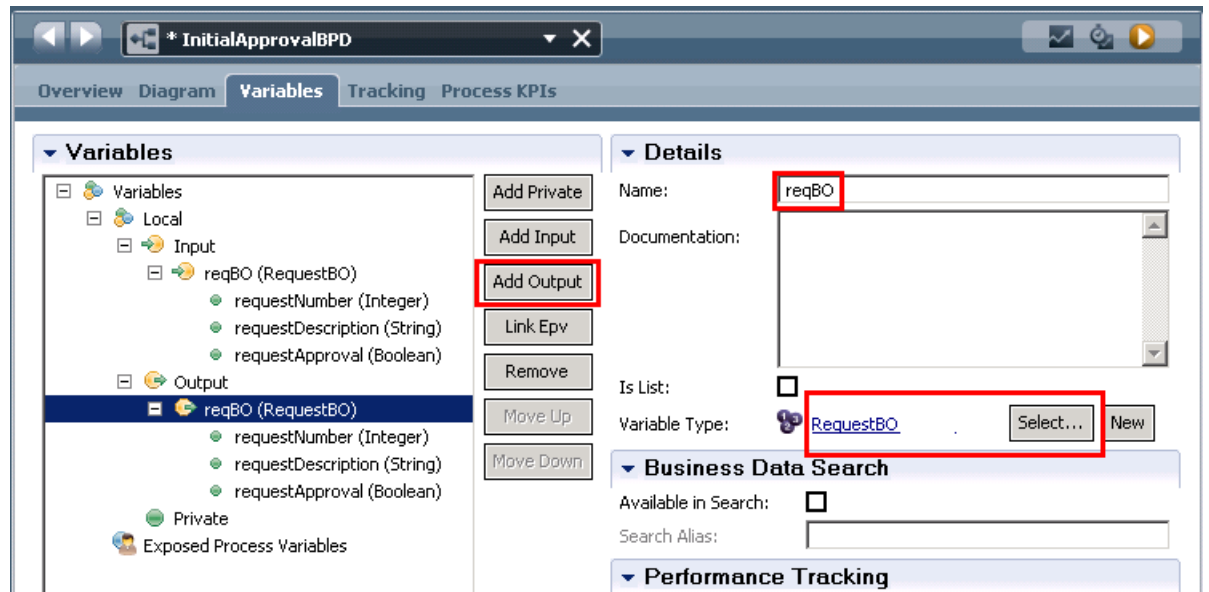 * InitialApprovalBPD
Overview Diagram Variables Tracking Process KPIs
Variables
Variables
Local
Input
reqBO (RequestBO)
requestNumber (Integer)
requestDescription (String)
requestApproval (Boolean)
Output
reqBO (RequestBO)
requestNumber (Integer)
requestDescription (String)
requestApproval (Boolean)
Private
Exposed Process Variables
Add Private
Add Input
Add Output
Link Epv
Remove
Move Up
Move Down
Details
Name: reqBO
Documentation:
Is List:
Variable Type: RequestBO Select... New
Business Data Search
Available in Search:
Search Alias:
Performance Tracking